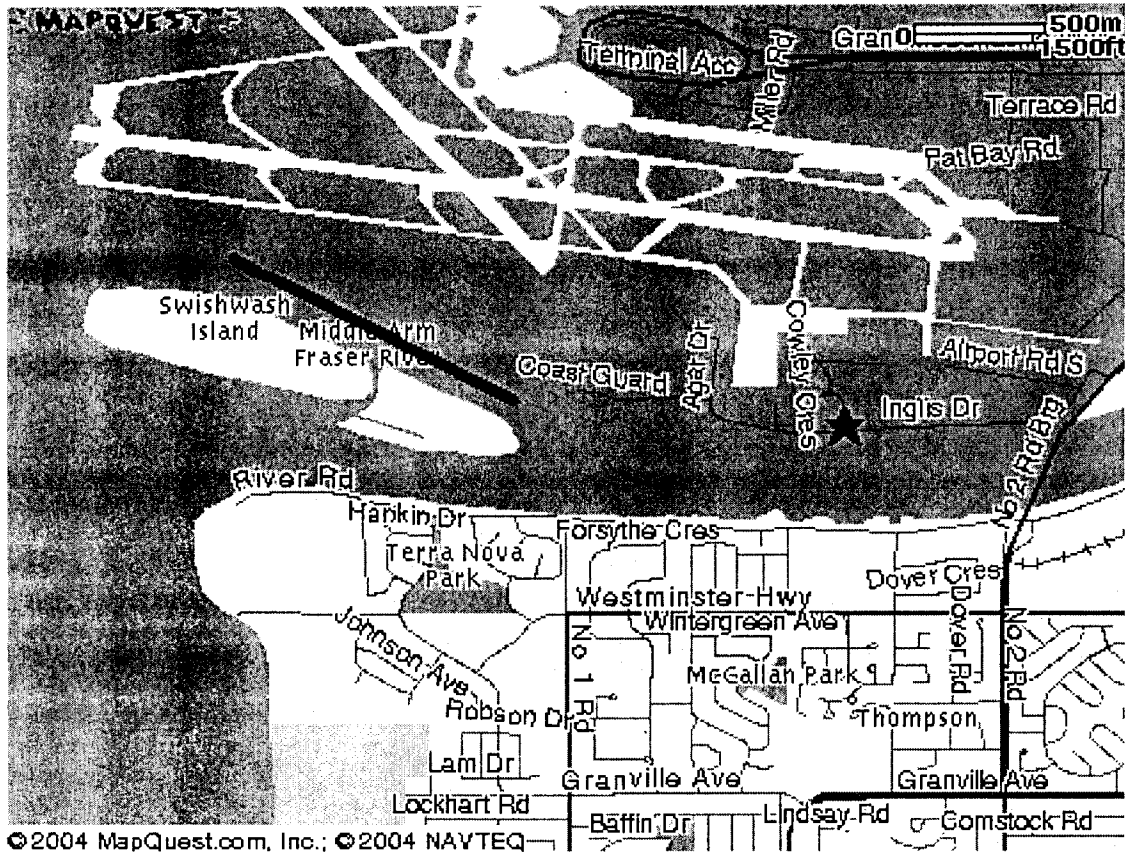 MAPQUEST
Gran
0 500m
1500ft
Terminal Acc
Miller Rd
Terrace Rd
Pat Bay Rd
Swishwash
Island
Middle Arm
Fraser River
Coast Guard
Agar Dr
Cowley Cres
Airport Rd S
Inglis Dr
No 2 Rd Brg
River Rd
Hankin Dr
Forsythe Cres
Terra Nova
Park
Dover Cres
Westminster Hwy
Wintergreen Ave
Johnson Ave
No 1 Rd
Dover Rd
No 2 Rd
McCallan Park
Robson Dr
Thompson
Lam Dr
Granville Ave
Granville Ave
Lockhart Rd
Lindsay Rd
Baffin Dr
Comstock Rd
©2004 MapQuest.com, Inc.; ©2004 NAVTEQ